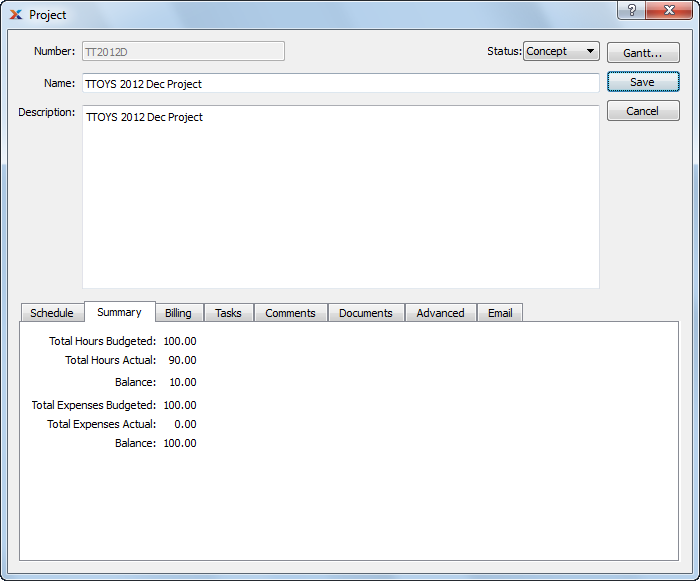 Project
?
Number: TT2012D Status: Concept Gantt...
Name: TTOYS 2012 Dec Project Save
Description: TTOYS 2012 Dec Project Cancel
Schedule Summary Billing Tasks Comments Documents Advanced Email
Total Hours Budgeted: 100.00
Total Hours Actual: 90.00
Balance: 10.00
Total Expenses Budgeted: 100.00
Total Expenses Actual: 0.00
Balance: 100.00